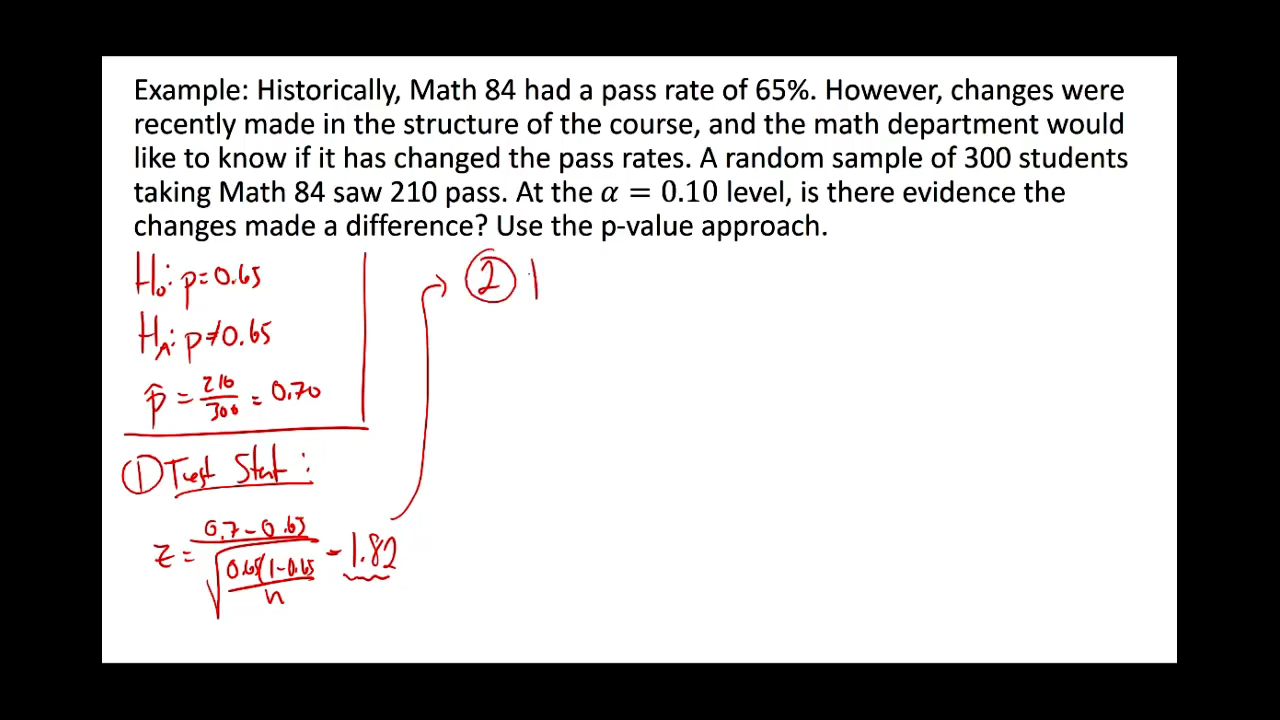 Example: Historically, Math 84 had a pass rate of 65%. However, changes were
recently made in the structure of the course, and the math department would
like to know if it has changed the pass rates. A random sample of 300 students
taking Math 84 saw 210 pass. At the α = 0.10 level, is there evidence the
changes made a difference? Use the p-value approach.
H₀: p=0.65
H_A: p≠0.65
p̂ = 210/300 = 0.70
① Test Stat:
z = (0.7 - 0.65)/√(0.65(1-0.65/n) = 1.82
②